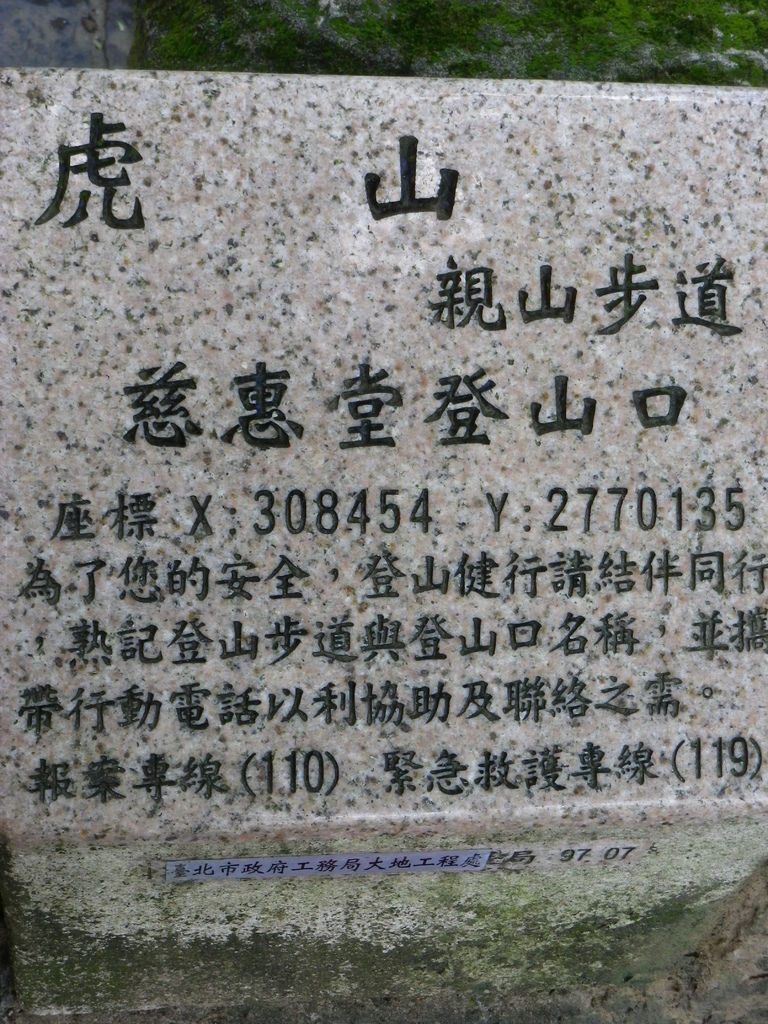 虎 山
親山步道
慈惠堂登山口
座標 X:308454 Y:2770135
為了您的安全，登山健行請結伴同行
，熟記登山步道與登山口名稱，並攜
帶行動電話以利協助及聯絡之需。
報案專線(110) 緊急救護專線(119)
臺北市政府工務局大地工程處 局 97.07